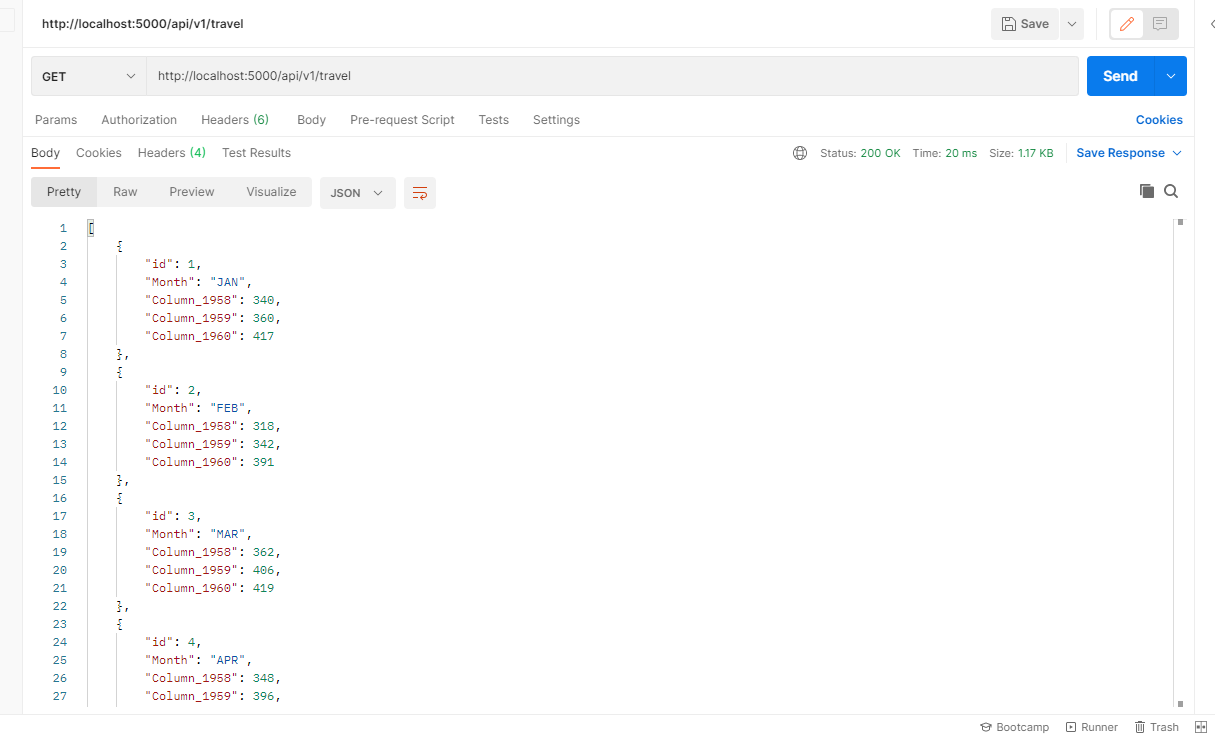 http://localhost:5000/api/v1/travel
Save
GET http://localhost:5000/api/v1/travel Send
Params Authorization Headers (6) Body Pre-request Script Tests Settings Cookies
Body Cookies Headers (4) Test Results Status: 200 OK Time: 20 ms Size: 1.17 KB Save Response
Pretty Raw Preview Visualize JSON
1 [
2 {
3 "id": 1,
4 "Month": "JAN",
5 "Column_1958": 340,
6 "Column_1959": 360,
7 "Column_1960": 417
8 },
9 {
10 "id": 2,
11 "Month": "FEB",
12 "Column_1958": 318,
13 "Column_1959": 342,
14 "Column_1960": 391
15 },
16 {
17 "id": 3,
18 "Month": "MAR",
19 "Column_1958": 362,
20 "Column_1959": 406,
21 "Column_1960": 419
22 },
23 {
24 "id": 4,
25 "Month": "APR",
26 "Column_1958": 348,
27 "Column_1959": 396,
Bootcamp Runner Trash